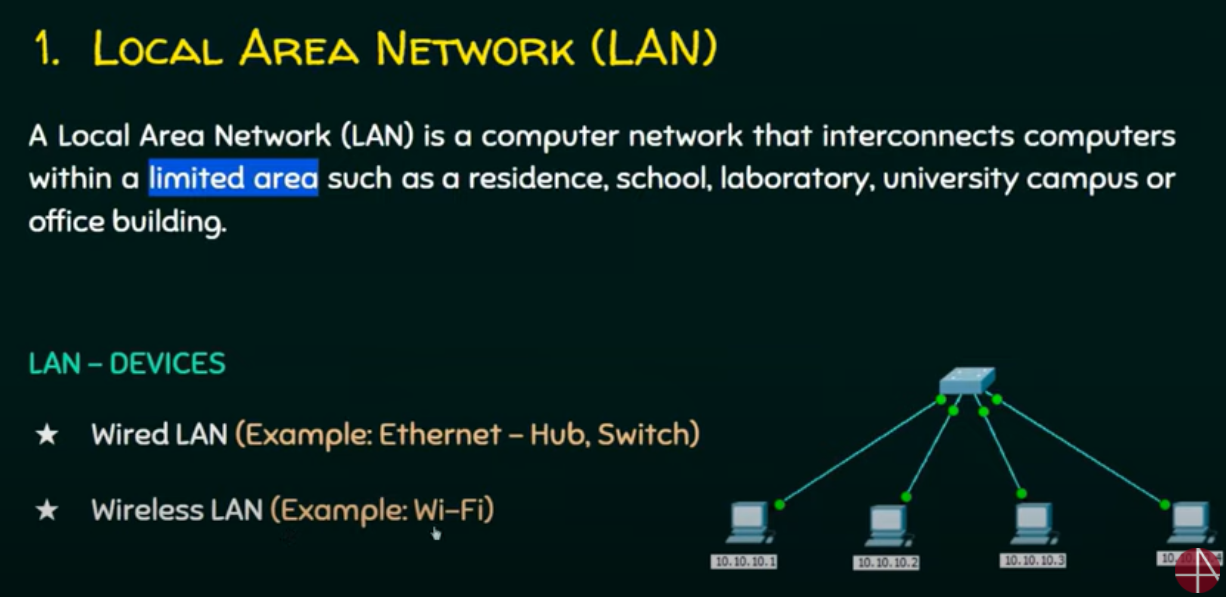 1. LOCAL AREA NETWORK (LAN)
A Local Area Network (LAN) is a computer network that interconnects computers
within a limited area such as a residence, school, laboratory, university campus or
office building.
LAN – DEVICES
★ Wired LAN (Example: Ethernet – Hub, Switch)
★ Wireless LAN (Example: Wi-Fi)
10.10.10.1 10.10.10.2 10.10.10.3